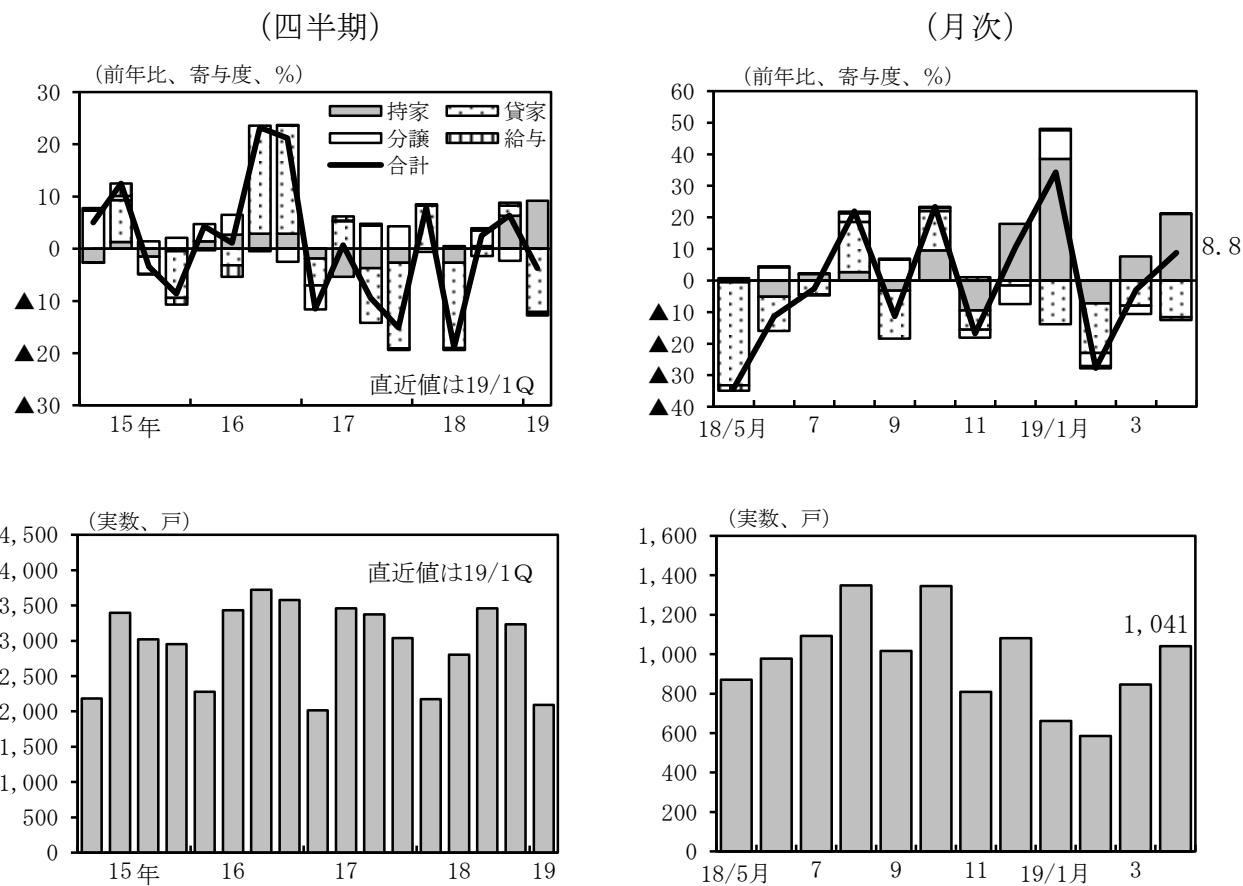 (四半期)
(月次)
(前年比、寄与度、%)
(前年比、寄与度、%)
30
20
10
0
▲ 10
▲ 20
▲ 30
持家
貸家
分譲
給与
合計
直近値は19/1Q
15年
16
17
18
19
60
50
40
30
20
10
0
▲ 10
▲ 20
▲ 30
▲ 40
8.8
18/5月
7
9
11
19/1月
3
(実数、戸)
4,500
4,000
3,500
3,000
2,500
2,000
1,500
1,000
500
0
直近値は19/1Q
15年
16
17
18
19
(実数、戸)
1,600
1,400
1,200
1,000
800
600
400
200
0
1,041
18/5月
7
9
11
19/1月
3